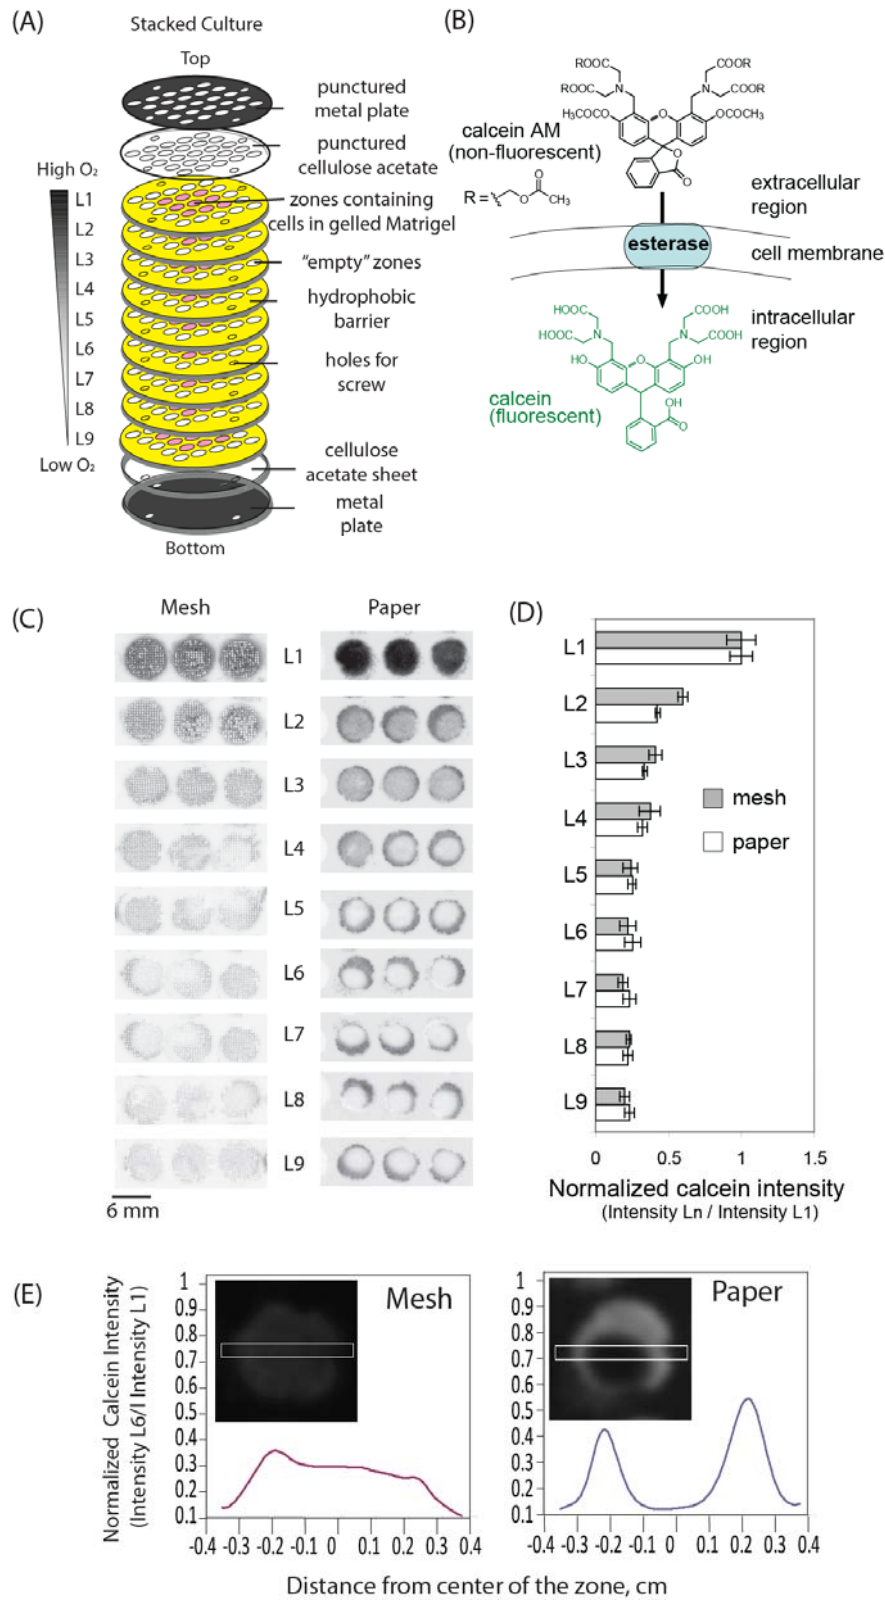 (A)
Stacked Culture
Top
punctured
metal plate
punctured
cellulose acetate
High O₂
L1
L2
L3
L4
L5
L6
L7
L8
L9
Low O₂
zones containing
cells in gelled Matrigel
“empty” zones
hydrophobic
barrier
holes for
screw
cellulose
acetate sheet
metal
plate
Bottom
(B)
ROOC
COOR
ROOC
N
N
COOR
H3COCO
O
OCOCH3
O
O
calcein AM
(non-fluorescent)
R =
O
O
CH3
extracellular
region
esterase
cell membrane
intracellular
region
HOOC
COOH
HOOC
N
N
COOH
HO
O
OH
OH
O
calcein
(fluorescent)
(C)
Mesh
Paper
L1
L2
L3
L4
L5
L6
L7
L8
L9
6 mm
(D)
L1
L2
L3
L4
L5
L6
L7
L8
L9
mesh
paper
0 0.5 1 1.5
Normalized calcein intensity
(Intensity Ln / Intensity L1)
(E)
Normalized Calcein Intensity
(Intensity L6/I Intensity L1)
1
0.9
0.8
0.7
0.6
0.5
0.4
0.3
0.2
0.1
Mesh
-0.4 -0.3 -0.2 -0.1 0 0.1 0.2 0.3 0.4
1
0.9
0.8
0.7
0.6
0.5
0.4
0.3
0.2
0.1
Paper
-0.4 -0.3 -0.2 -0.1 0 0.1 0.2 0.3 0.4
Distance from center of the zone, cm